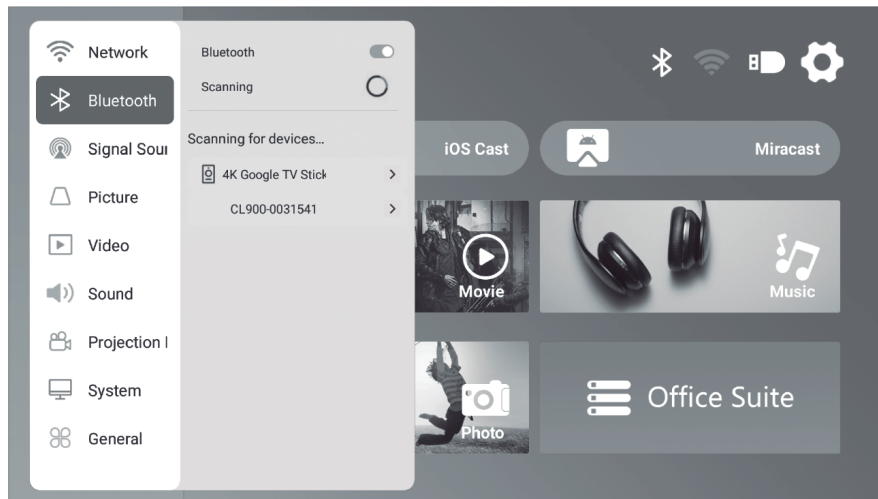 Network
Bluetooth
Signal Sour
Picture
Video
Sound
Projection
System
General
Bluetooth
Scanning
Scanning for devices...
4K Google TV Stick
CL900-0031541
iOS Cast
Miracast
Movie
Music
Photo
Office Suite